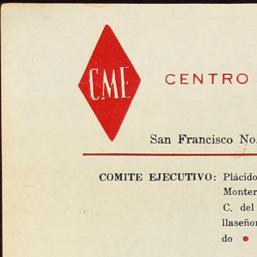 CME
CENTRO
San Francisco No.
COMITE EJECUTIVO: Plácido
Monter
C. del
llaseñor
do •